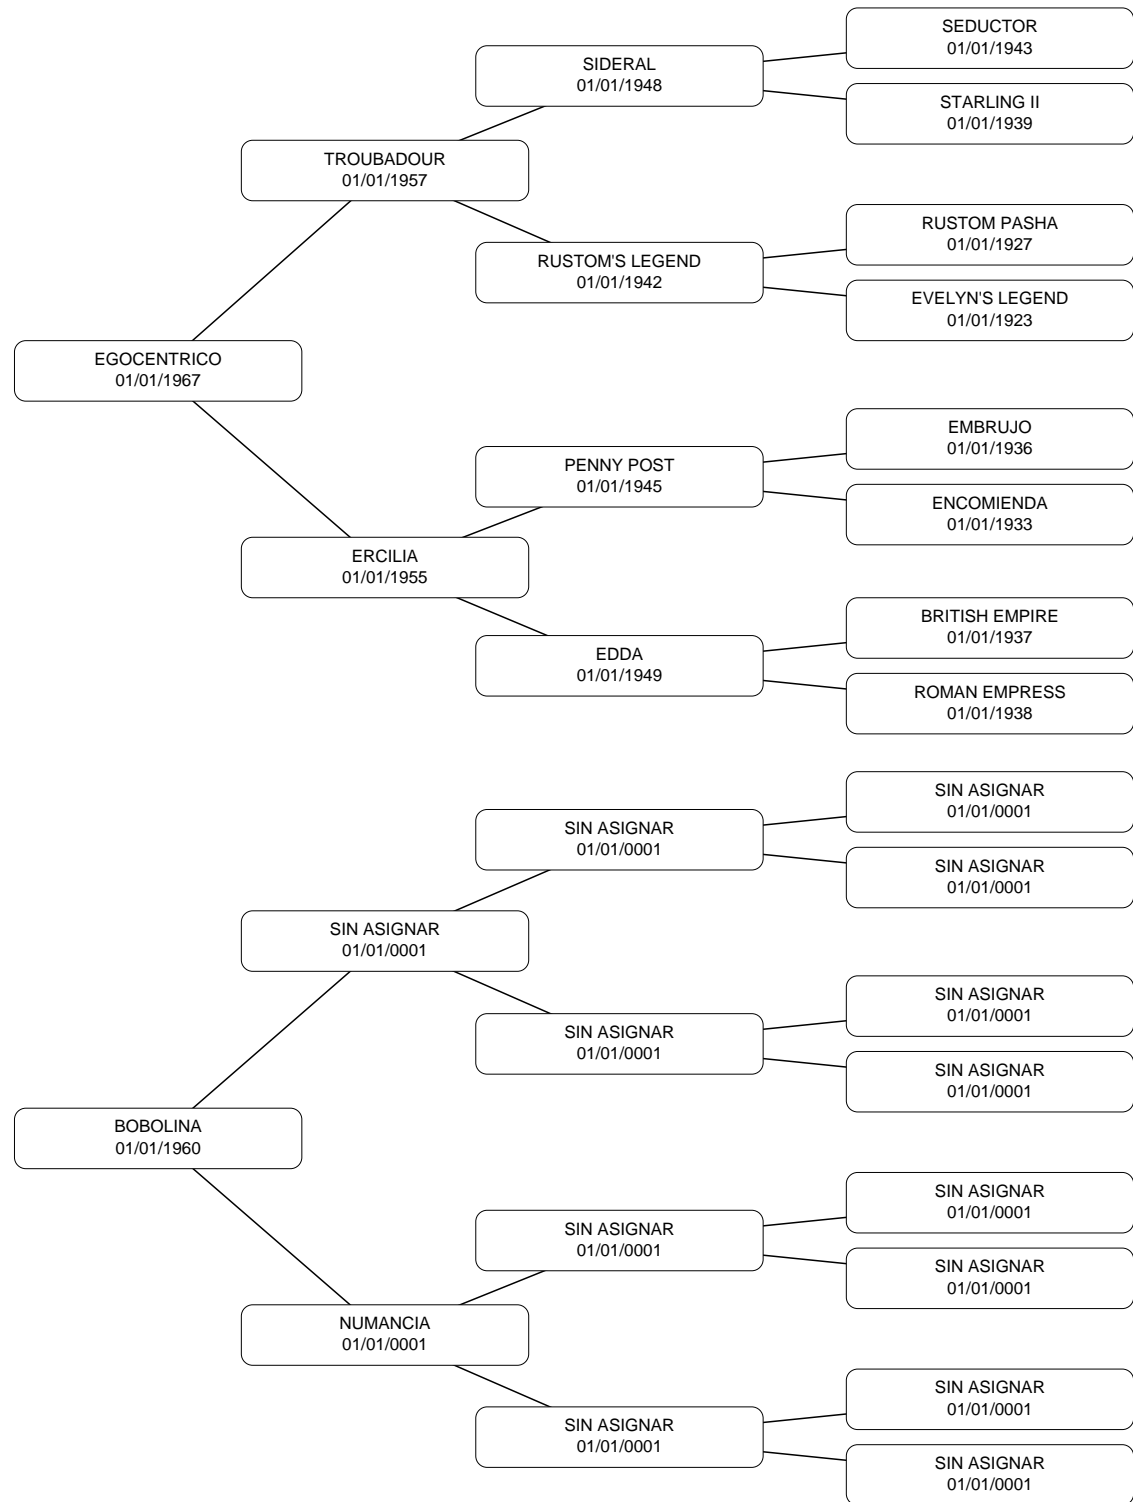 SEDUCTOR
01/01/1943
SIDERAL
01/01/1948
STARLING II
01/01/1939
TROUBADOUR
01/01/1957
RUSTOM PASHA
01/01/1927
RUSTOM'S LEGEND
01/01/1942
EVELYN'S LEGEND
01/01/1923
EGOCENTRICO
01/01/1967
EMBRUJO
01/01/1936
PENNY POST
01/01/1945
ENCOMIENDA
01/01/1933
ERCILIA
01/01/1955
BRITISH EMPIRE
01/01/1937
EDDA
01/01/1949
ROMAN EMPRESS
01/01/1938
SIN ASIGNAR
01/01/0001
SIN ASIGNAR
01/01/0001
SIN ASIGNAR
01/01/0001
SIN ASIGNAR
01/01/0001
SIN ASIGNAR
01/01/0001
SIN ASIGNAR
01/01/0001
SIN ASIGNAR
01/01/0001
BOBOLINA
01/01/1960
SIN ASIGNAR
01/01/0001
SIN ASIGNAR
01/01/0001
SIN ASIGNAR
01/01/0001
NUMANCIA
01/01/0001
SIN ASIGNAR
01/01/0001
SIN ASIGNAR
01/01/0001
SIN ASIGNAR
01/01/0001